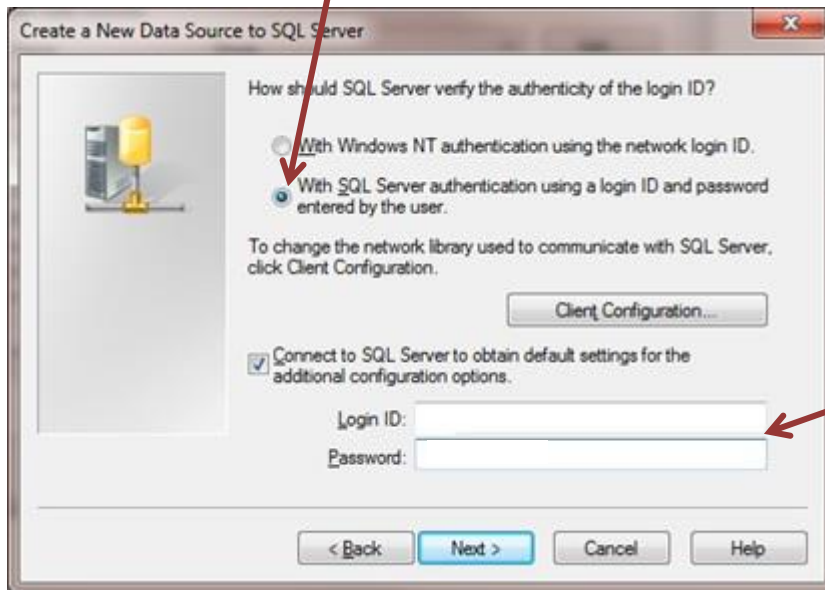 Create a New Data Source to SQL Server
How should SQL Server verify the authenticity of the login ID?
With Windows NT authentication using the network login ID.
With SQL Server authentication using a login ID and password
entered by the user.
To change the network library used to communicate with SQL Server,
click Client Configuration.
Client Configuration...
Connect to SQL Server to obtain default settings for the
additional configuration options.
Login ID:
Password:
< Back Next > Cancel Help